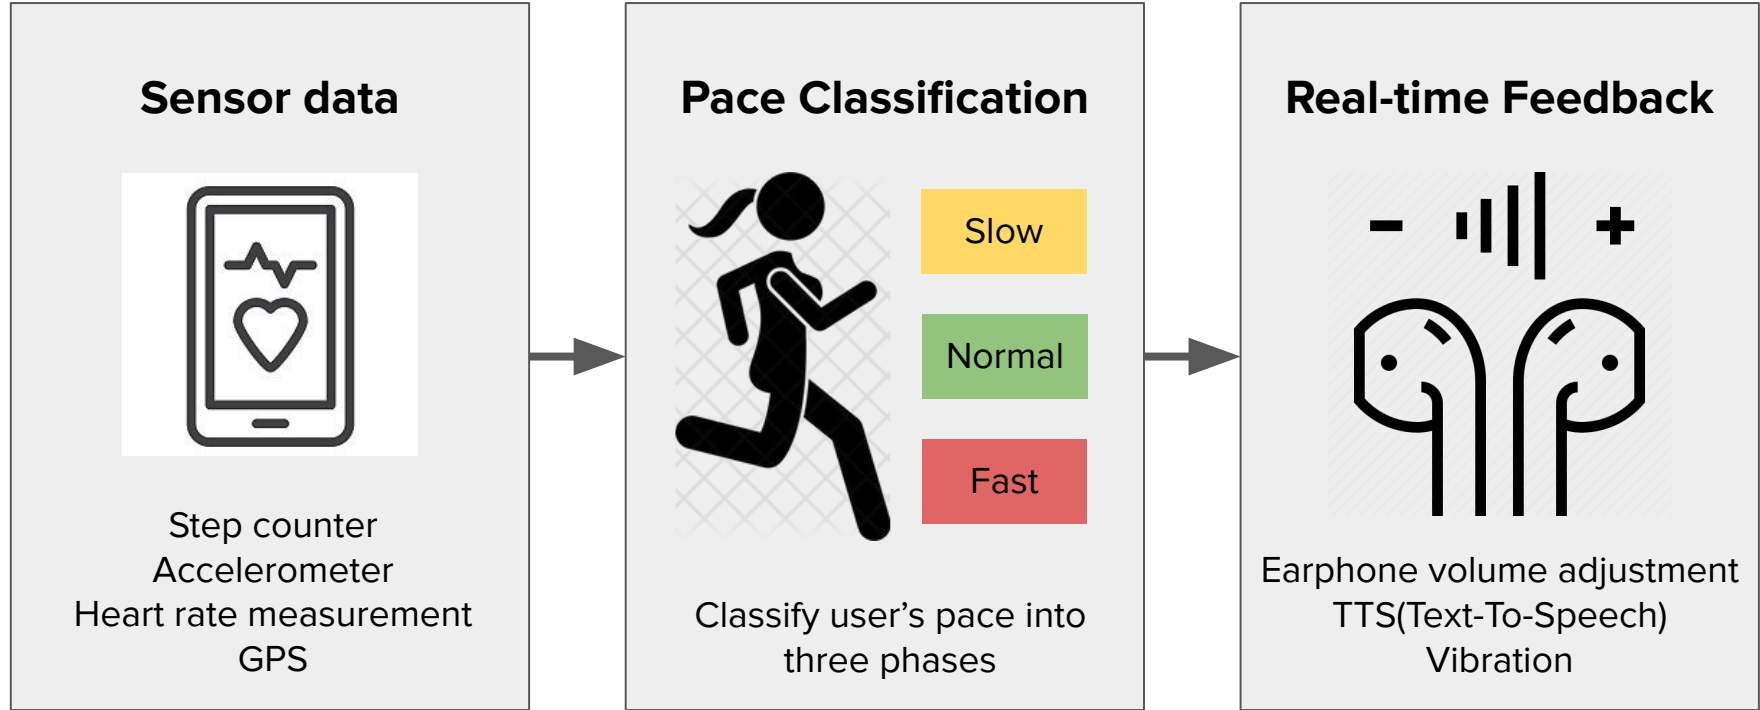 Sensor data
Step counter
Accelerometer
Heart rate measurement
GPS
Pace Classification
Slow
Normal
Fast
Classify user’s pace into
three phases
Real-time Feedback
- +
Earphone volume adjustment
TTS(Text-To-Speech)
Vibration